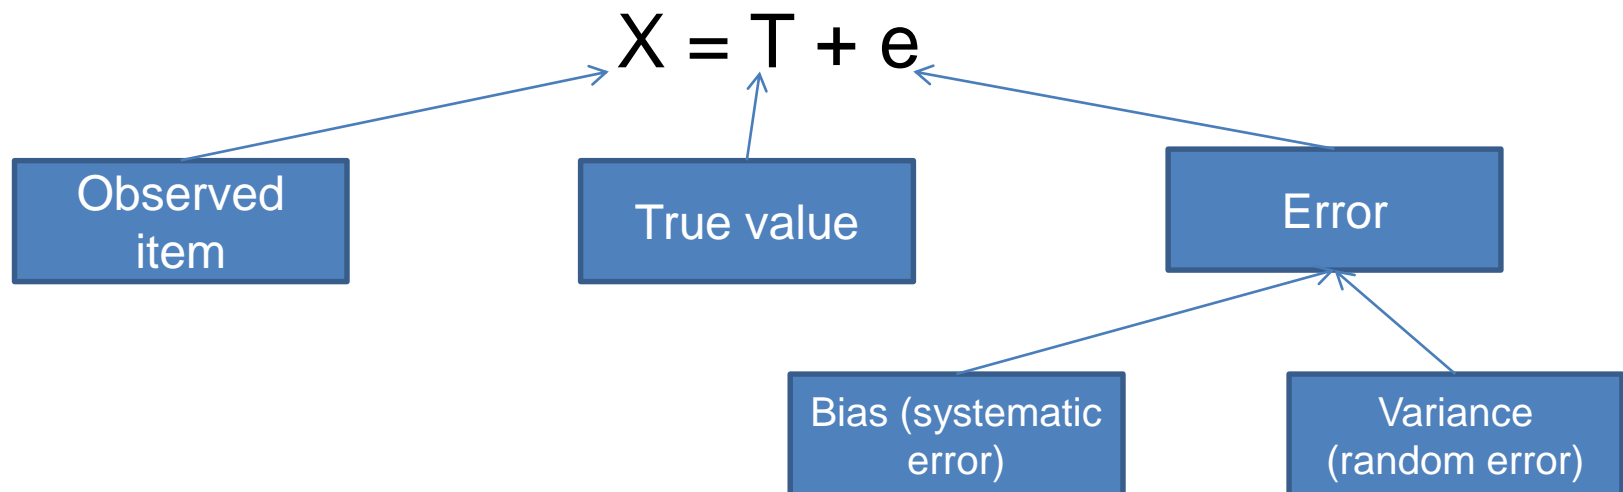 X = T + e
Observed
item
True value
Error
Bias (systematic
error)
Variance
(random error)